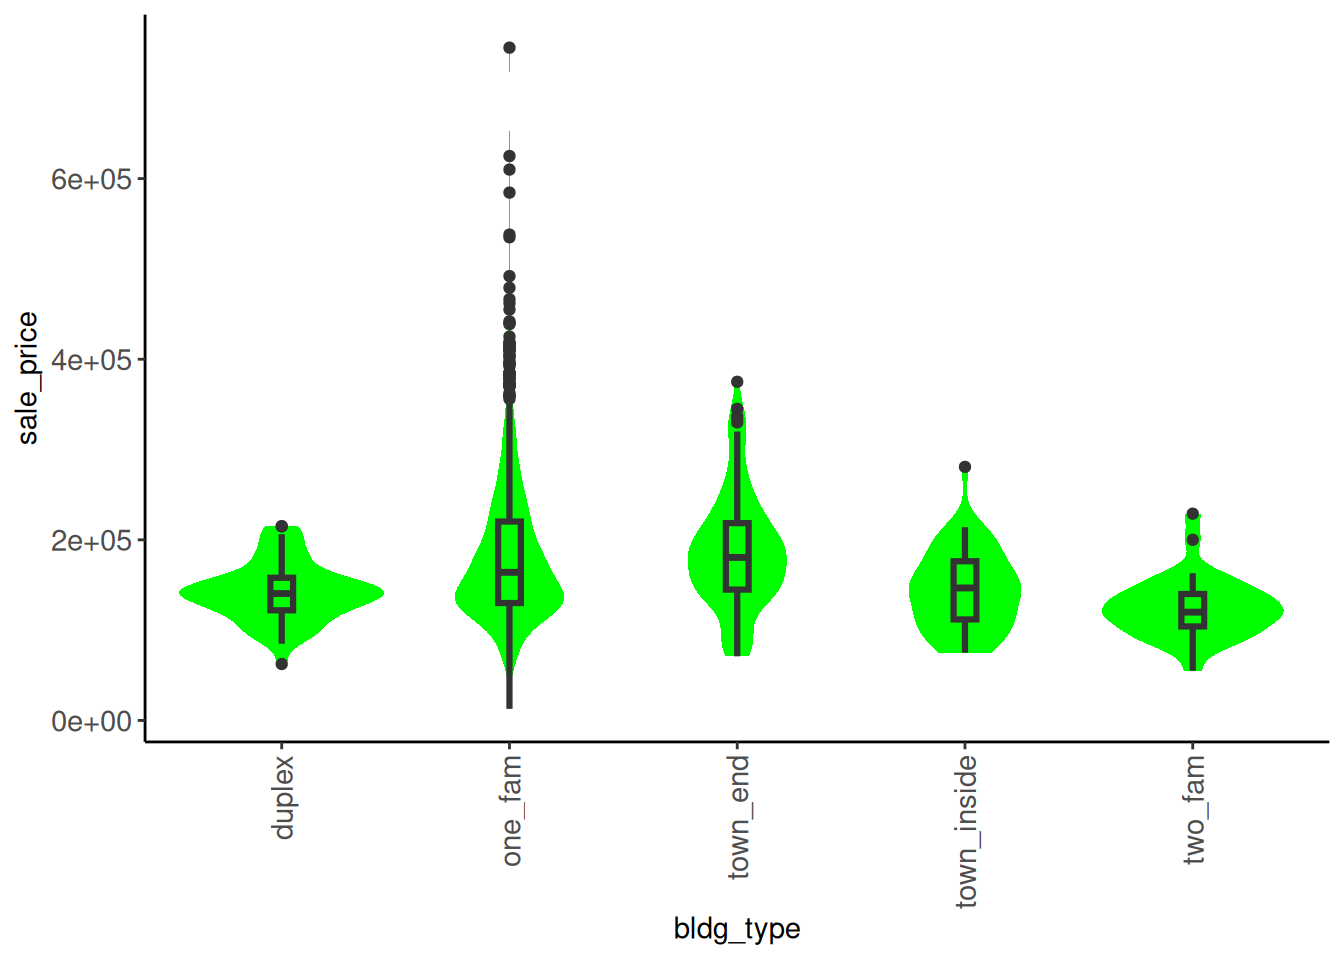 sale_price
6e+05
4e+05
2e+05
0e+00
duplex
one_fam
town_end
town_inside
two_fam
bldg_type